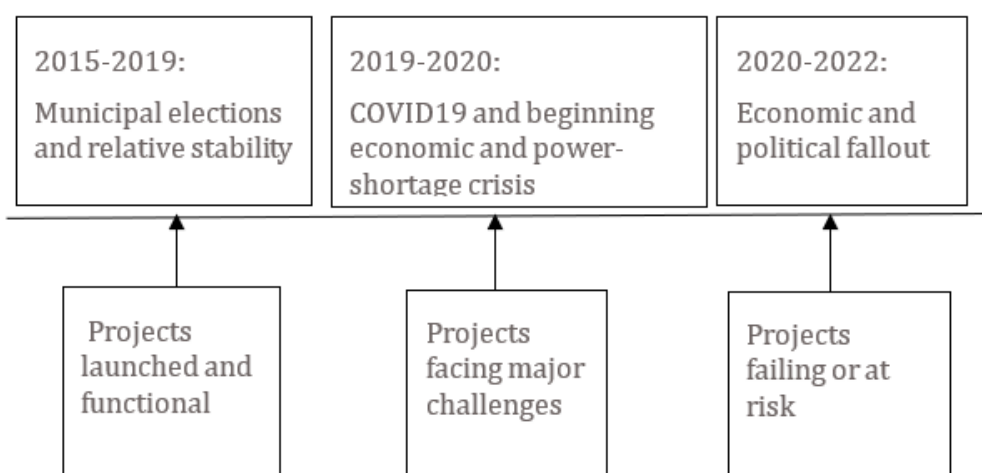 2015-2019:
Municipal elections
and relative stability
2019-2020:
COVID19 and beginning
economic and power-
shortage crisis
2020-2022:
Economic and
political fallout
Projects
launched and
functional
Projects
facing major
challenges
Projects
failing or at
risk